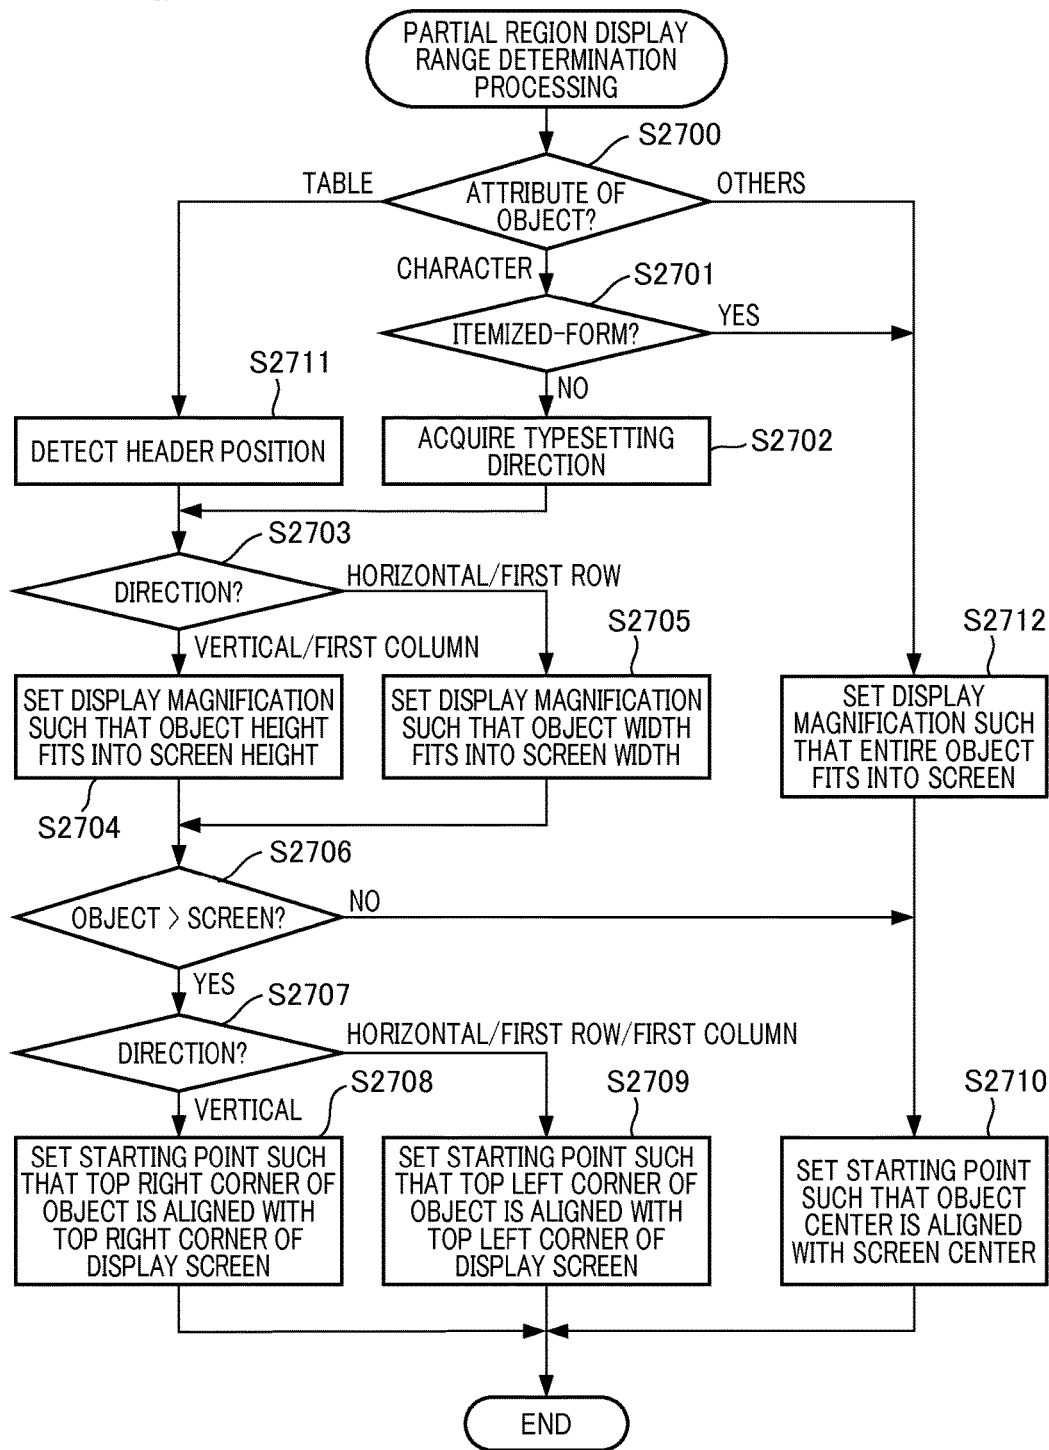 PARTIAL REGION DISPLAY
RANGE DETERMINATION
PROCESSING
S2700
TABLE
ATTRIBUTE OF
OBJECT?
OTHERS
CHARACTER
S2701
ITEMIZED-FORM?
YES
NO
S2711
DETECT HEADER POSITION
ACQUIRE TYPESETTING
DIRECTION
S2702
S2703
DIRECTION?
HORIZONTAL/FIRST ROW
VERTICAL/FIRST COLUMN
S2705
S2712
SET DISPLAY MAGNIFICATION
SUCH THAT OBJECT HEIGHT
FITS INTO SCREEN HEIGHT
SET DISPLAY MAGNIFICATION
SUCH THAT OBJECT WIDTH
FITS INTO SCREEN WIDTH
SET DISPLAY
MAGNIFICATION SUCH
THAT ENTIRE OBJECT
FITS INTO SCREEN
S2704
S2706
OBJECT > SCREEN?
NO
YES
S2707
DIRECTION?
HORIZONTAL/FIRST ROW/FIRST COLUMN
VERTICAL
S2708
S2709
S2710
SET STARTING POINT SUCH
THAT TOP RIGHT CORNER OF
OBJECT IS ALIGNED WITH
TOP RIGHT CORNER OF
DISPLAY SCREEN
SET STARTING POINT SUCH
THAT TOP LEFT CORNER OF
OBJECT IS ALIGNED WITH
TOP LEFT CORNER OF
DISPLAY SCREEN
SET STARTING POINT
SUCH THAT OBJECT
CENTER IS ALIGNED
WITH SCREEN CENTER
END